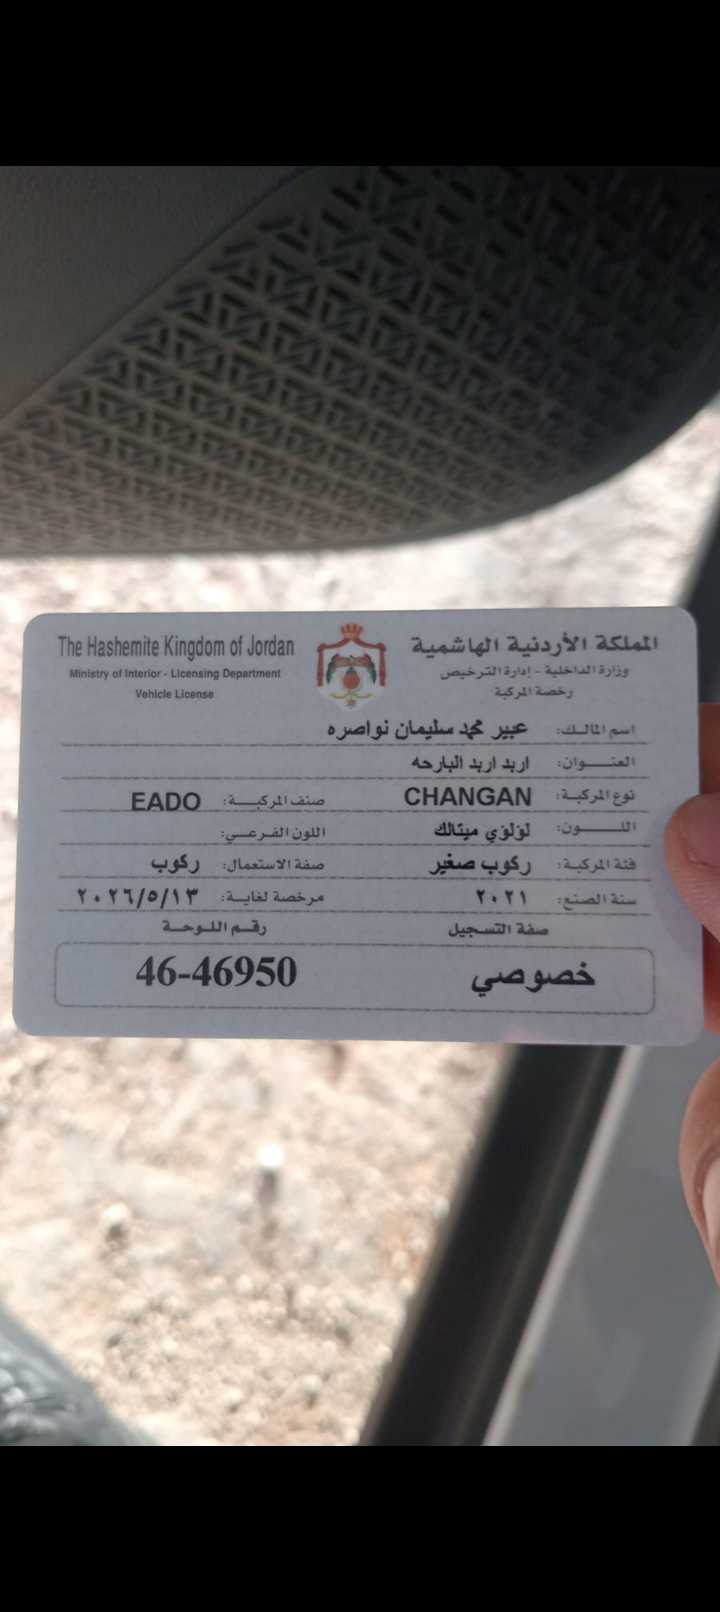 The Hashemite Kingdom of Jordan
Ministry of Interior - Licensing Department
Vehicle License
المملكة الأردنية الهاشمية
وزارة الداخلية - إدارة الترخيص
رخصة المركبة
اسم المالك: عبير محمد سليمان نواصره
العنوان: اربد اربد البارحه
نوع المركبة: CHANGAN صنف المركبة: EADO
اللون: لؤلؤي ميتالك اللون الفرعي:
فئة المركبة: ركوب صغير صفة الاستعمال: ركوب
سنة الصنع: ٢٠٢١ مرخصة لغاية: ٢٠٢٦/٥/١٣
صفة التسجيل رقم اللوحة
خصوصي 46-46950